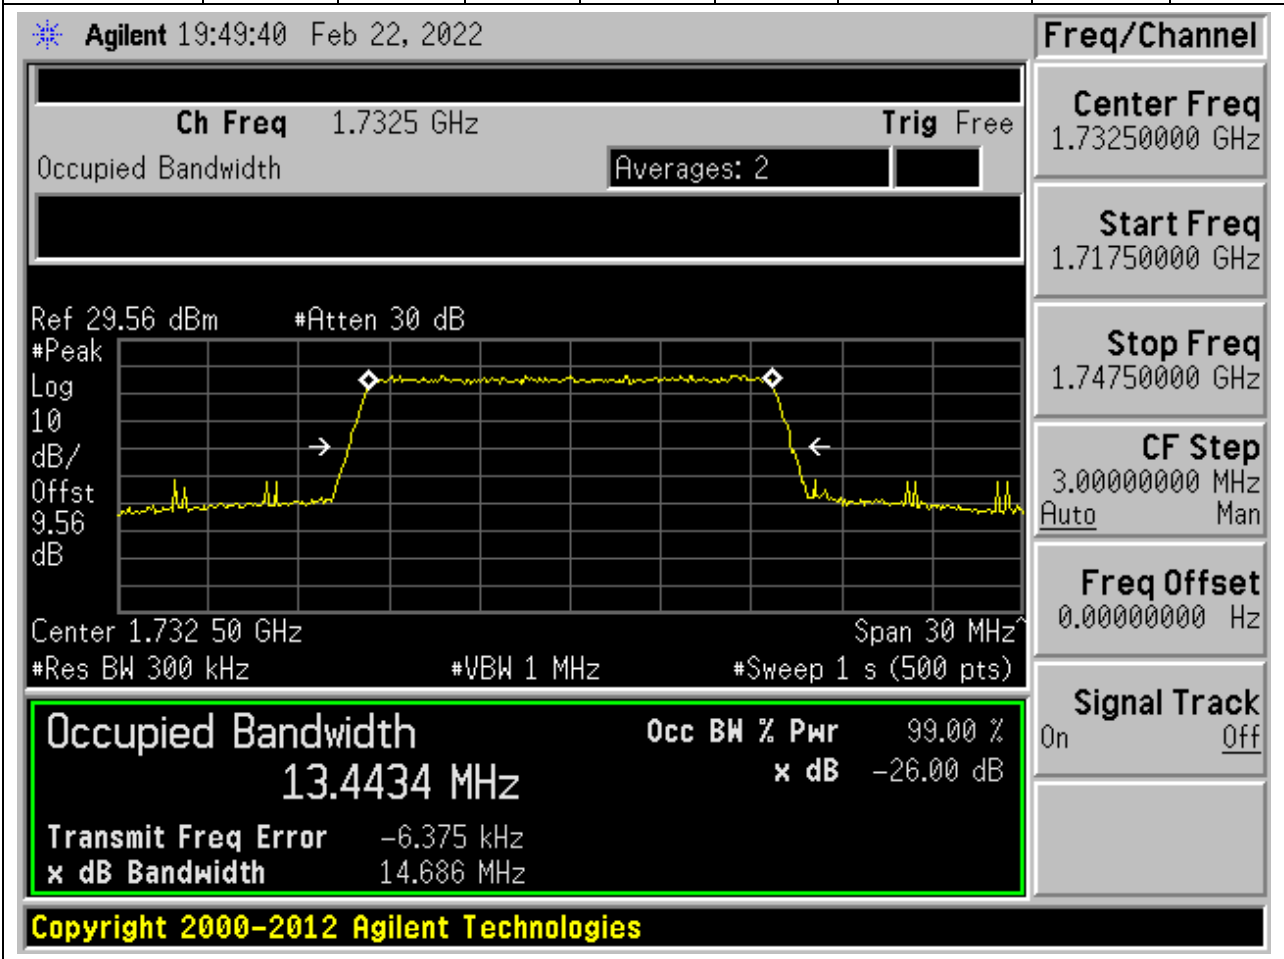 Agilent 19:49:40 Feb 22, 2022
Freq/Channel
Ch Freq 1.7325 GHz Trig Free
Occupied Bandwidth Averages: 2
Center Freq
1.73250000 GHz
Start Freq
1.71750000 GHz
Stop Freq
1.74750000 GHz
CF Step
3.00000000 MHz
Auto Man
Freq Offset
0.00000000 Hz
Signal Track
On Off
Ref 29.56 dBm #Atten 30 dB
#Peak
Log
10
dB/
Offst
9.56
dB
Center 1.732 50 GHz Span 30 MHz^
#Res BW 300 kHz #VBW 1 MHz #Sweep 1 s (500 pts)
Occupied Bandwidth Occ BW % Pwr 99.00 %
13.4434 MHz x dB -26.00 dB
Transmit Freq Error -6.375 kHz
x dB Bandwidth 14.686 MHz
Copyright 2000-2012 Agilent Technologies